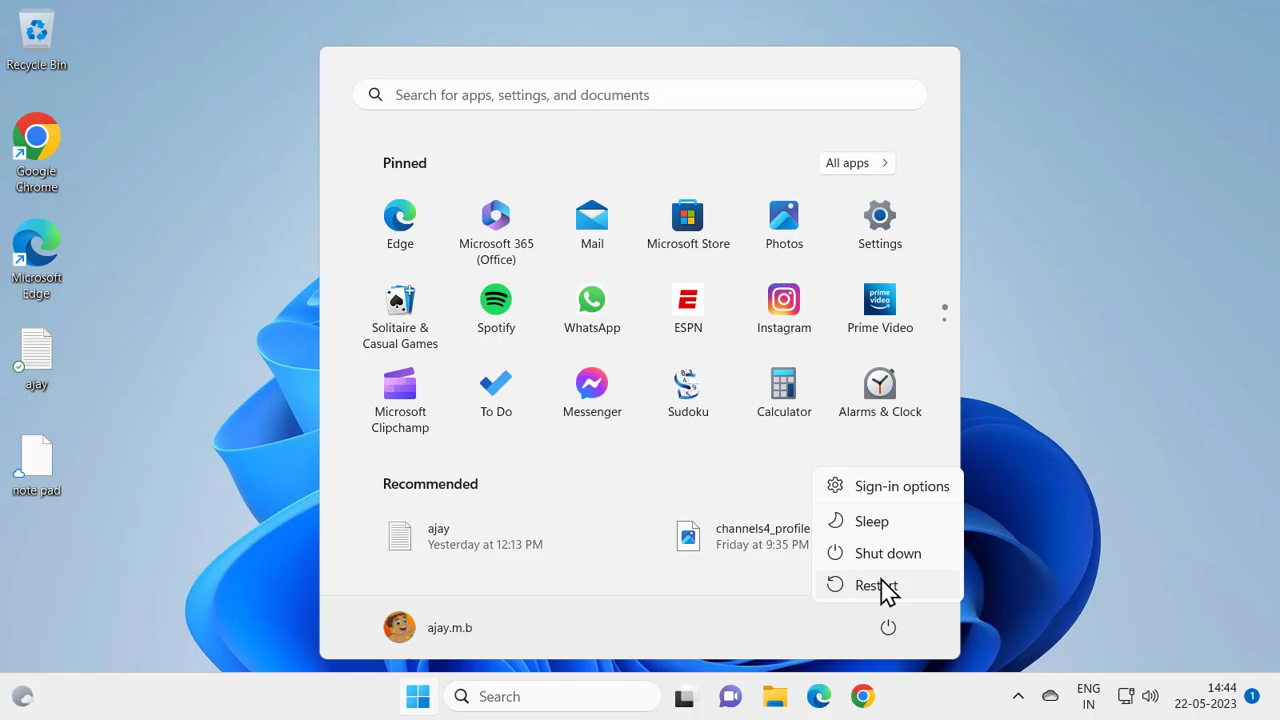 Recycle Bin
Google
Chrome
Microsoft
Edge
ajay
note pad
Search for apps, settings, and documents
Pinned
All apps
Edge
Microsoft 365
(Office)
Mail
Microsoft Store
Photos
Settings
Solitaire &
Casual Games
Spotify
WhatsApp
ESPN
Instagram
prime
video
Prime Video
Microsoft
Clipchamp
To Do
Messenger
Sudoku
Calculator
Alarms & Clock
Recommended
ajay
Yesterday at 12:13 PM
channels4_profile
Friday at 9:35 PM
Sign-in options
Sleep
Shut down
Restart
ajay.m.b
Search
ENG
IN
14:44
22-05-2023
1